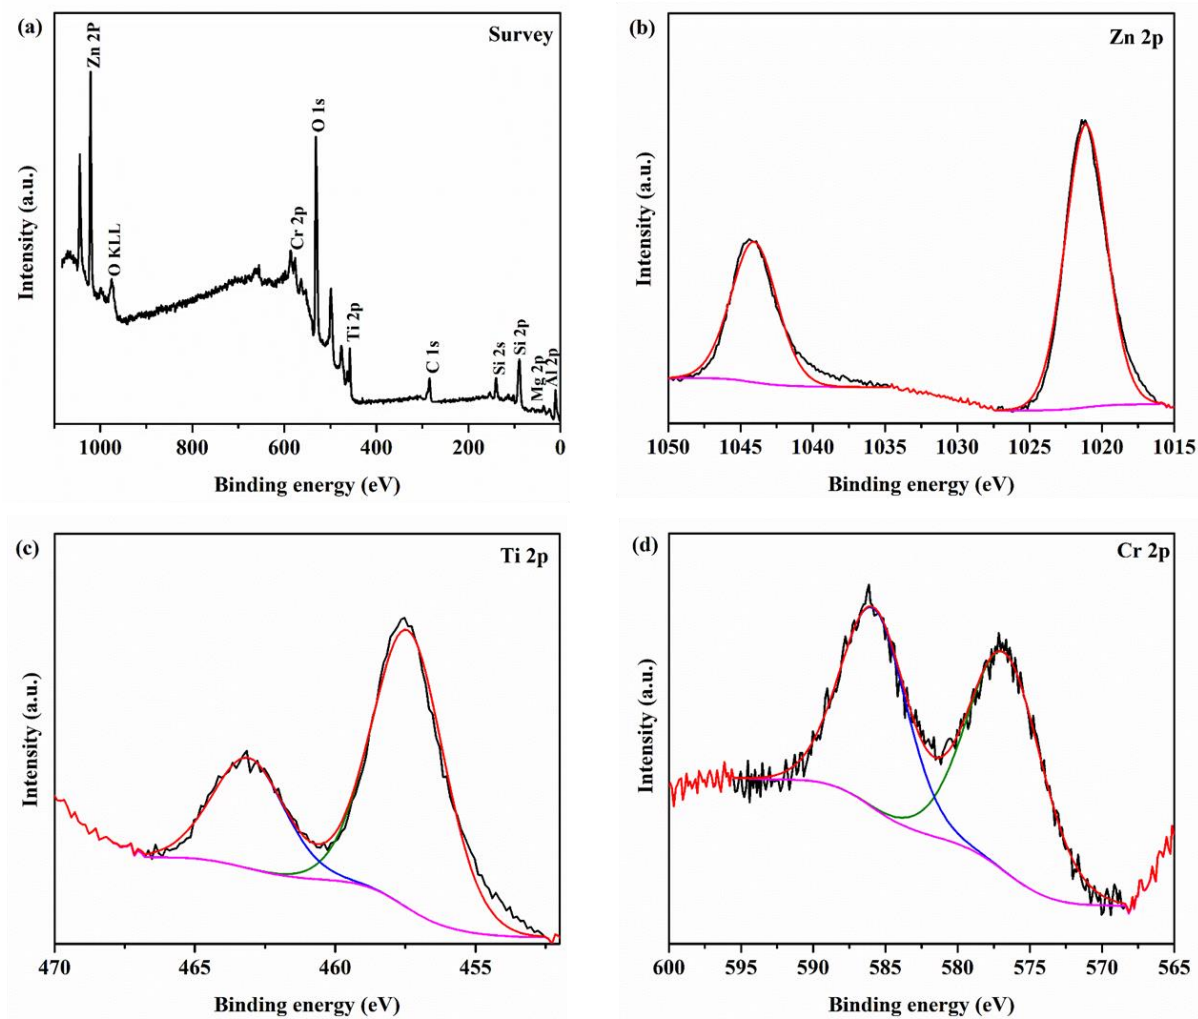 (a)
Survey
Zn 2P
O KLL
Cr 2p
O 1s
Ti 2p
C 1s
Si 2s
Si 2p
Mg 2p
Al 2p
Intensity (a.u.)
1000 800 600 400 200 0
Binding energy (eV)
(b)
Zn 2p
Intensity (a.u.)
1050 1045 1040 1035 1030 1025 1020 1015
Binding energy (eV)
(c)
Ti 2p
Intensity (a.u.)
470 465 460 455
Binding energy (eV)
(d)
Cr 2p
Intensity (a.u.)
600 595 590 585 580 575 570 565
Binding energy (eV)